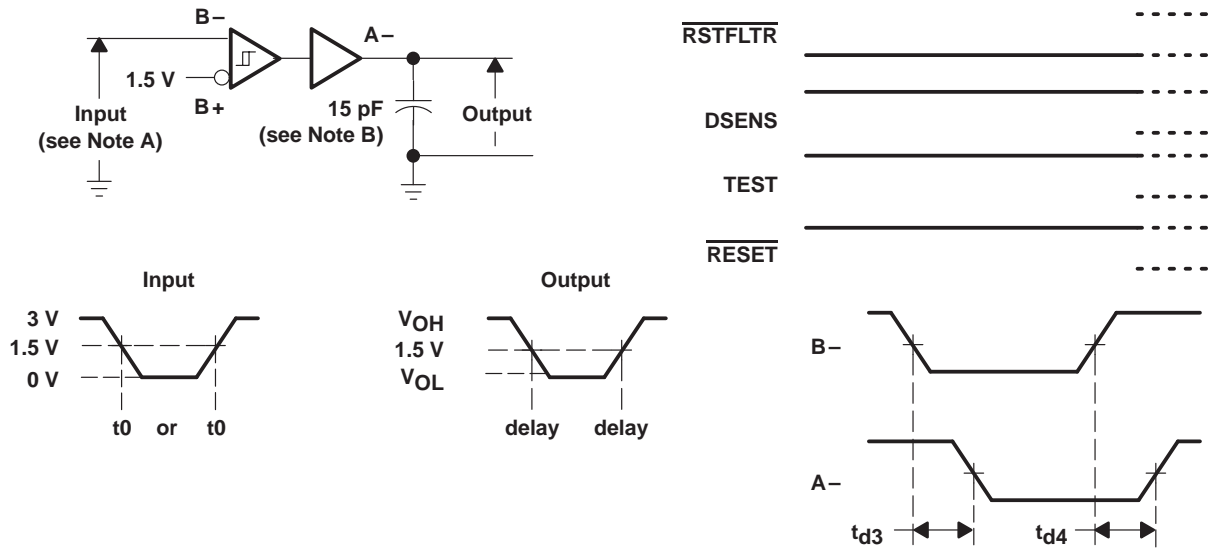 B–
A–
1.5 V
B+
Input
(see Note A)
15 pF
(see Note B)
Output
RSTFLTR
DSENS
TEST
RESET
Input
3 V
1.5 V
0 V
t0 or t0
Output
VOH
1.5 V
VOL
delay delay
B–
A–
td3
td4